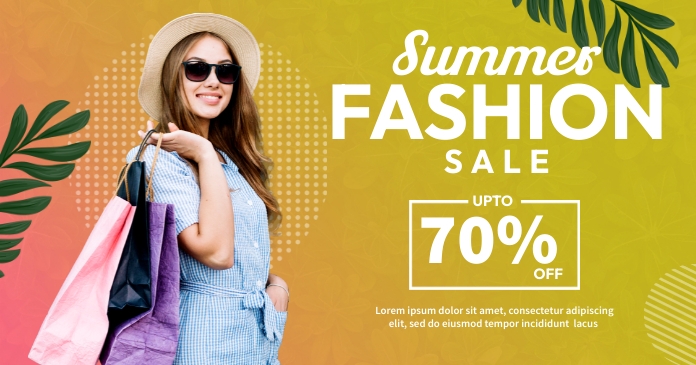 Summer
FASHION
SALE
UPTO
70%
OFF
Lorem ipsum dolor sit amet, consectetur adipiscing
elit, sed do eiusmod tempor incididunt lacus